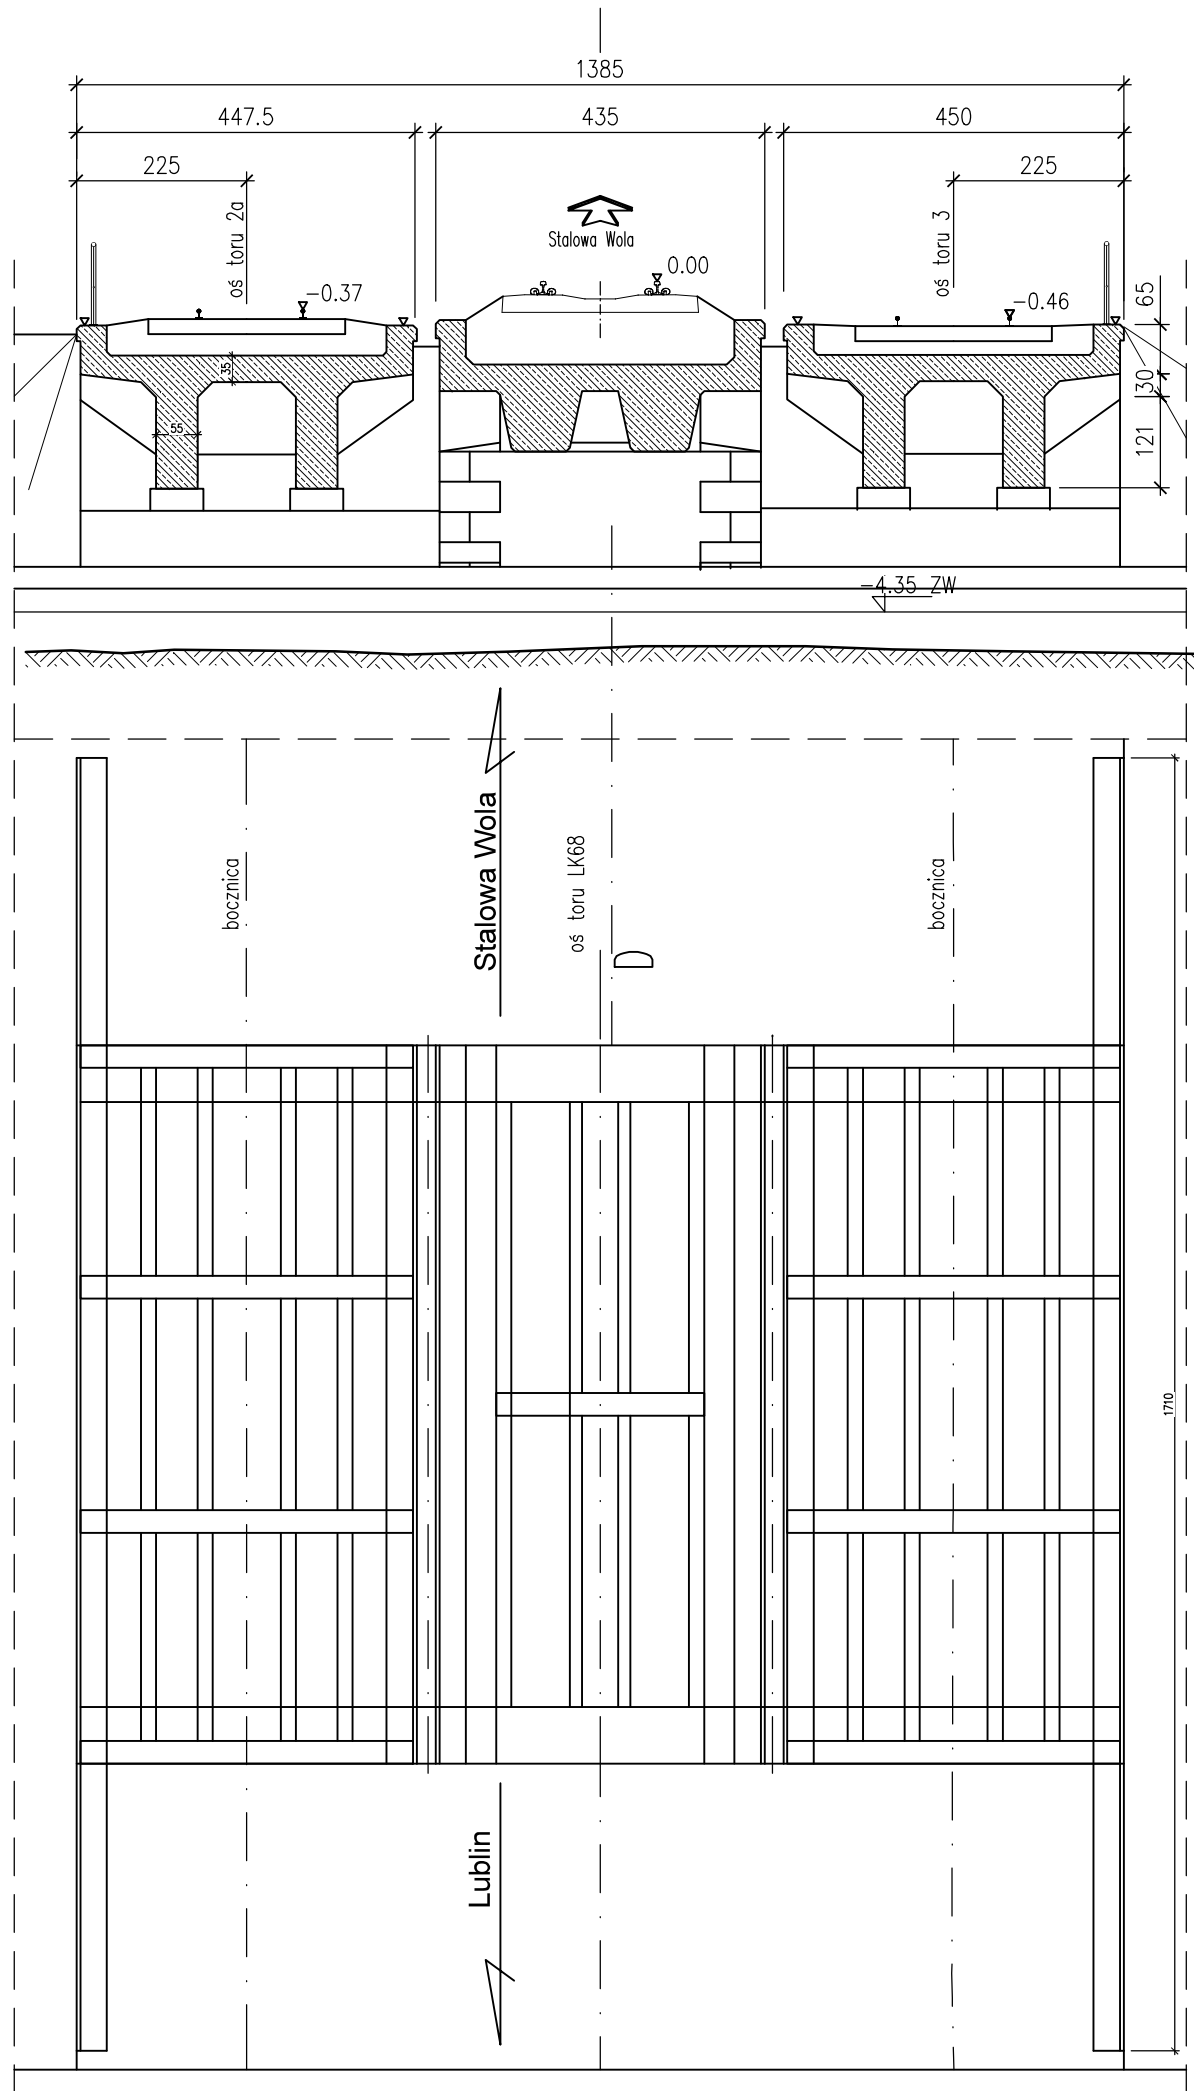 1385
447.5
435
450
225
225
oś toru 2a
oś toru 3
Stalowa Wola
0.00
-0.37
-0.46
65
30
121
35
55
-4.35 ZW
Stalowa Wola
oś toru LK68
bocznica
bocznica
D
1710
Lublin